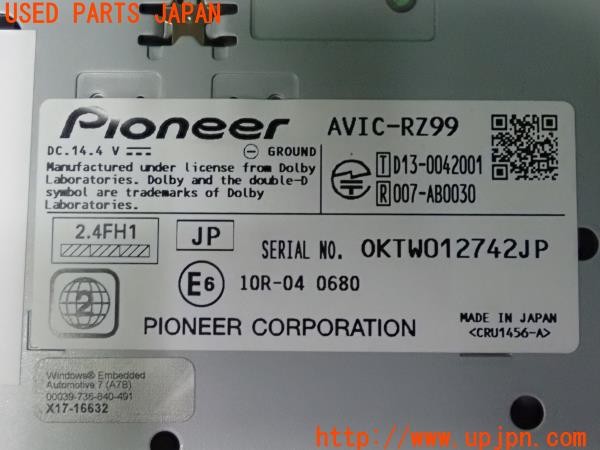 USED PARTS JAPAN
Pioneer
AVIC-RZ99
DC.14.4 V
GROUND
Manufactured under license from Dolby
Laboratories. Dolby and the double-D
symbol are trademarks of Dolby
Laboratories.
T D13-0042001
R 007-AB0030
2.4FH1
JP
SERIAL NO. OKTW012742JP
2
E6
10R-04 0680
PIONEER CORPORATION
MADE IN JAPAN
<CRU1456-A>
Windows® Embedded
Automotive 7 (A7B)
00039-736-840-491
X17-16632
UPJ http://www.upjpn.com